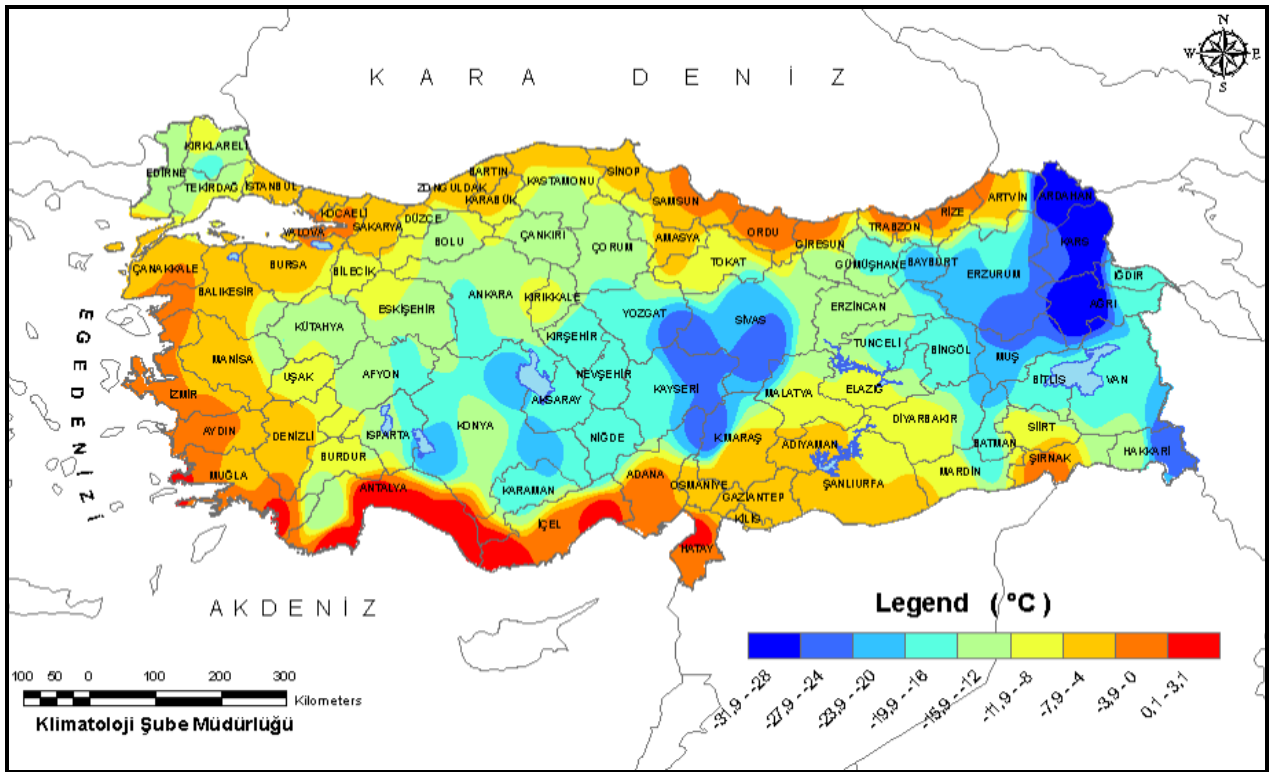 N
W E
S
K A R A D E N İ Z
KIRKLARELİ
EDİRNE
TEKİRDAĞ
İSTANBUL
KOCAELİ
YALOVA
SAKARYA
DÜZCE
ZONGULDAK
BARTIN
KARABÜK
KASTAMONU
SİNOP
SAMSUN
ORDU
GİRESUN
TRABZON
RİZE
ARTVİN
ARDAHAN
KARS
IĞDIR
AĞRI
ERZURUM
BAYBURT
GÜMÜŞHANE
ERZİNCAN
TOKAT
AMASYA
ÇORUM
ÇANKIRI
BOLU
BİLECİK
BURSA
ÇANAKKALE
BALIKESİR
KÜTAHYA
ESKİŞEHİR
ANKARA
KIRIKKALE
YOZGAT
SİVAS
KIRŞEHİR
NEVŞEHİR
KAYSERİ
TUNCELİ
BİNGÖL
MUŞ
BİTLİS
VAN
ELAZIĞ
MALATYA
DİYARBAKIR
SİİRT
BATMAN
HAKKARİ
ŞIRNAK
MARDİN
ŞANLIURFA
ADIYAMAN
K.MARAŞ
GAZİANTEP
KİLİS
OSMANİYE
ADANA
HATAY
İÇEL
NİĞDE
AKSARAY
KONYA
KARAMAN
AFYON
UŞAK
MANİSA
İZMİR
AYDIN
DENİZLİ
ISPARTA
BURDUR
MUĞLA
ANTALYA
E G E D E N İ Z İ
A K D E N İ Z
Legend (°C)
-31,9 - -28
-27,9 - -24
-23,9 - -20
-19,9 - -16
-15,9 - -12
-11,9 - -8
-7,9 - -4
-3,9 - 0
0,1 - 3,1
100 50 0 100 200 300
Kilometers
Klimatoloji Şube Müdürlüğü